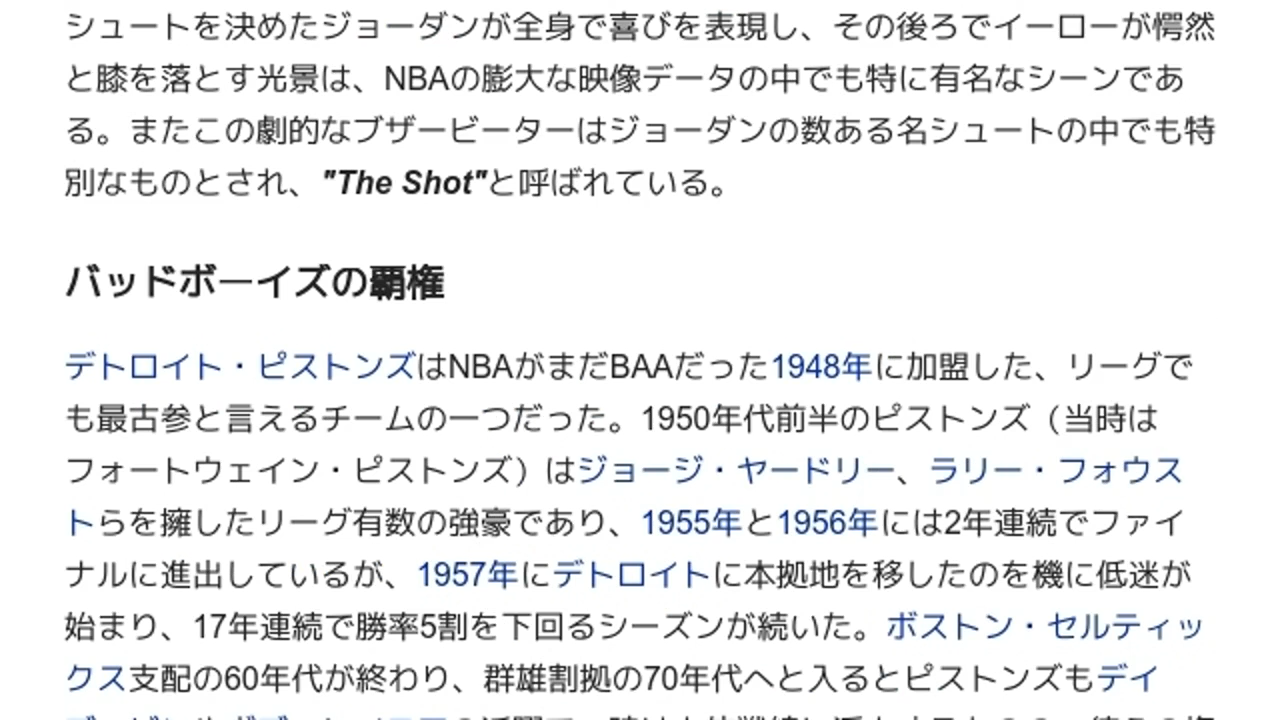 シュートを決めたジョーダンが全身で喜びを表現し、その後ろでイーローが愕然
と膝を落とす光景は、NBAの膨大な映像データの中でも特に有名なシーンであ
る。またこの劇的なブザービーターはジョーダンの数ある名シュートの中でも特
別なものとされ、"The Shot"と呼ばれている。
バッドボーイズの覇権
デトロイト・ピストンズはNBAがまだBAAだった1948年に加盟した、リーグで
も最古参と言えるチームの一つだった。1950年代前半のピストンズ（当時は
フォートウェイン・ピストンズ）はジョージ・ヤードリー、ラリー・フォウス
トらを擁したリーグ有数の強豪であり、1955年と1956年には2年連続でファイ
ナルに進出しているが、1957年にデトロイトに本拠地を移したのを機に低迷が
始まり、17年連続で勝率5割を下回るシーズンが続いた。ボストン・セルティッ
クス支配の60年代が終わり、群雄割拠の70年代へと入るとピストンズもデイ